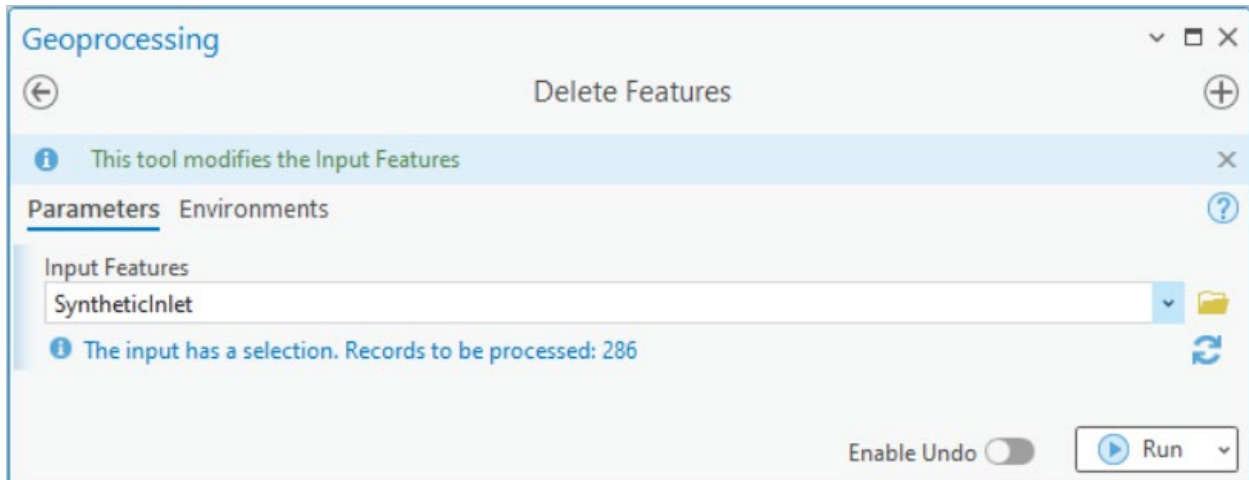 Geoprocessing
Delete Features
This tool modifies the Input Features
Parameters Environments
Input Features
SyntheticInlet
The input has a selection. Records to be processed: 286
Enable Undo Run